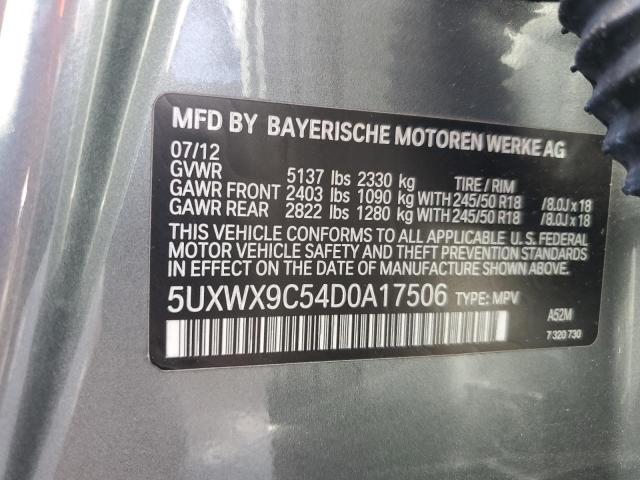 MFD BY BAYERISCHE MOTOREN WERKE AG
07/12
GVWR 5137 lbs 2330 kg TIRE / RIM
GAWR FRONT 2403 lbs 1090 kg WITH 245/50 R18 /8.0J x 18
GAWR REAR 2822 lbs 1280 kg WITH 245/50 R18 /8.0J x 18
THIS VEHICLE CONFORMS TO ALL APPLICABLE U.S. FEDERAL
MOTOR VEHICLE SAFETY AND THEFT PREVENTION STANDARDS
IN EFFECT ON THE DATE OF MANUFACTURE SHOWN ABOVE.
5UXWX9C54D0A17506 TYPE: MPV
A52M
7 320 730